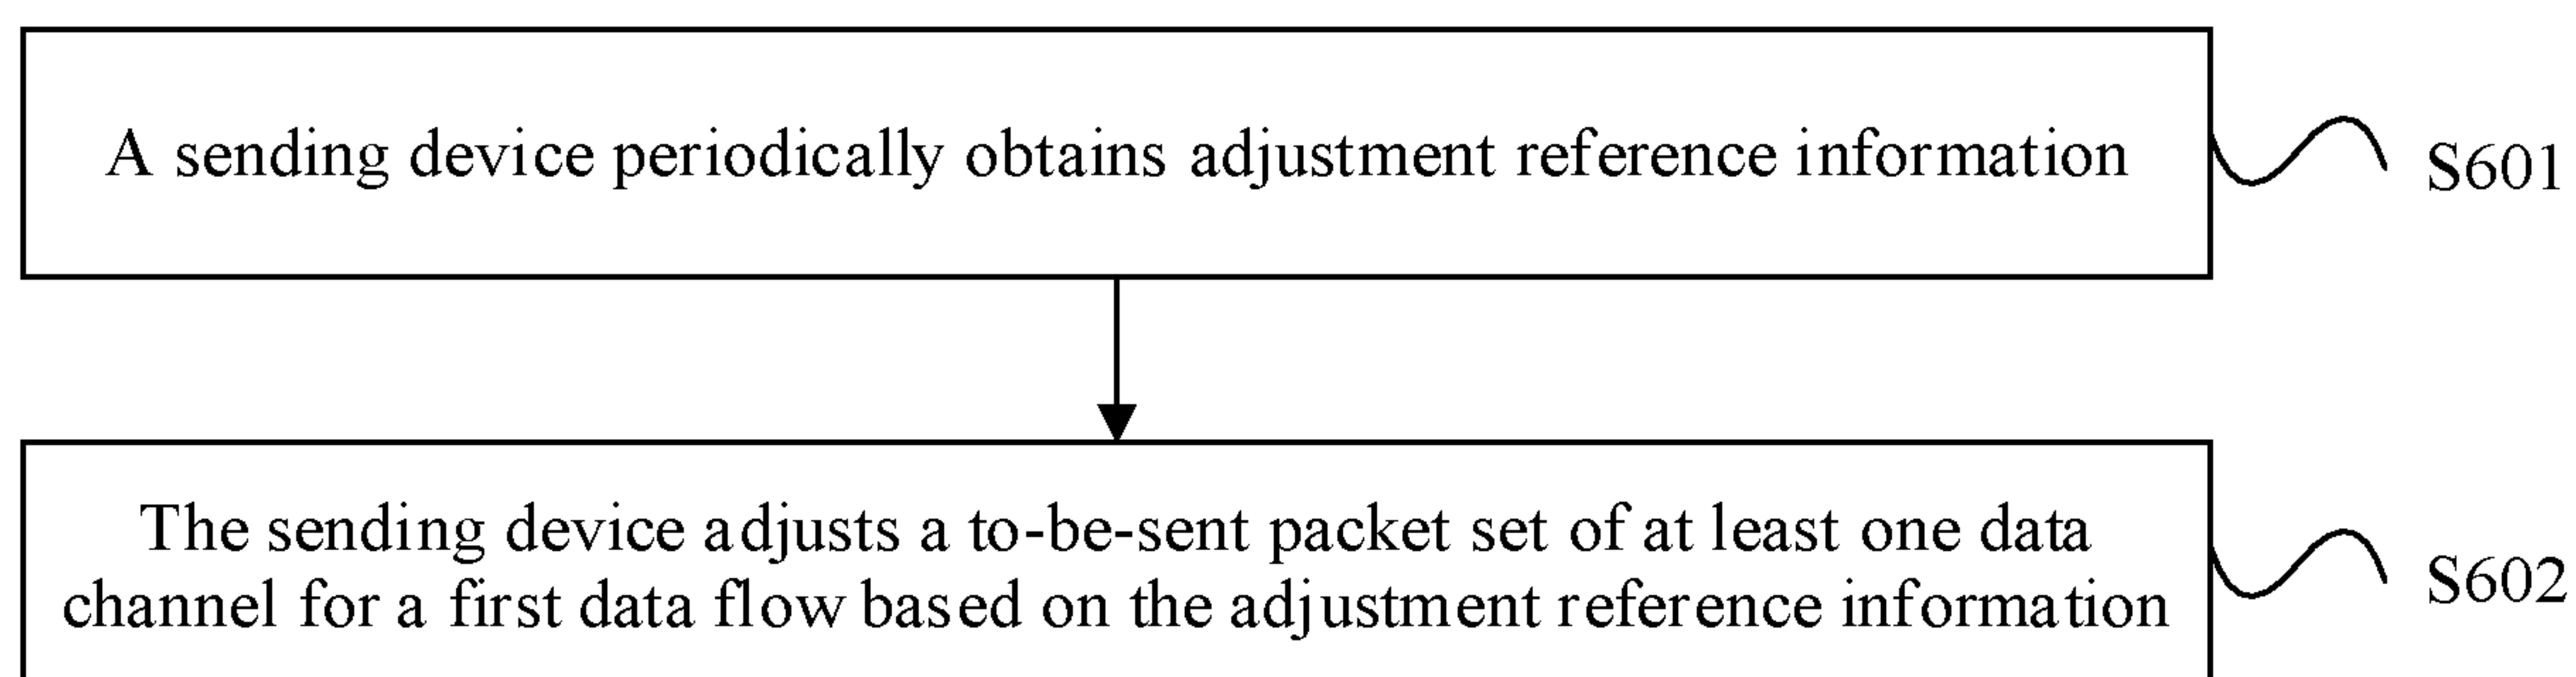 A sending device periodically obtains adjustment reference information
S601
The sending device adjusts a to-be-sent packet set of at least one data
channel for a first data flow based on the adjustment reference information
S602